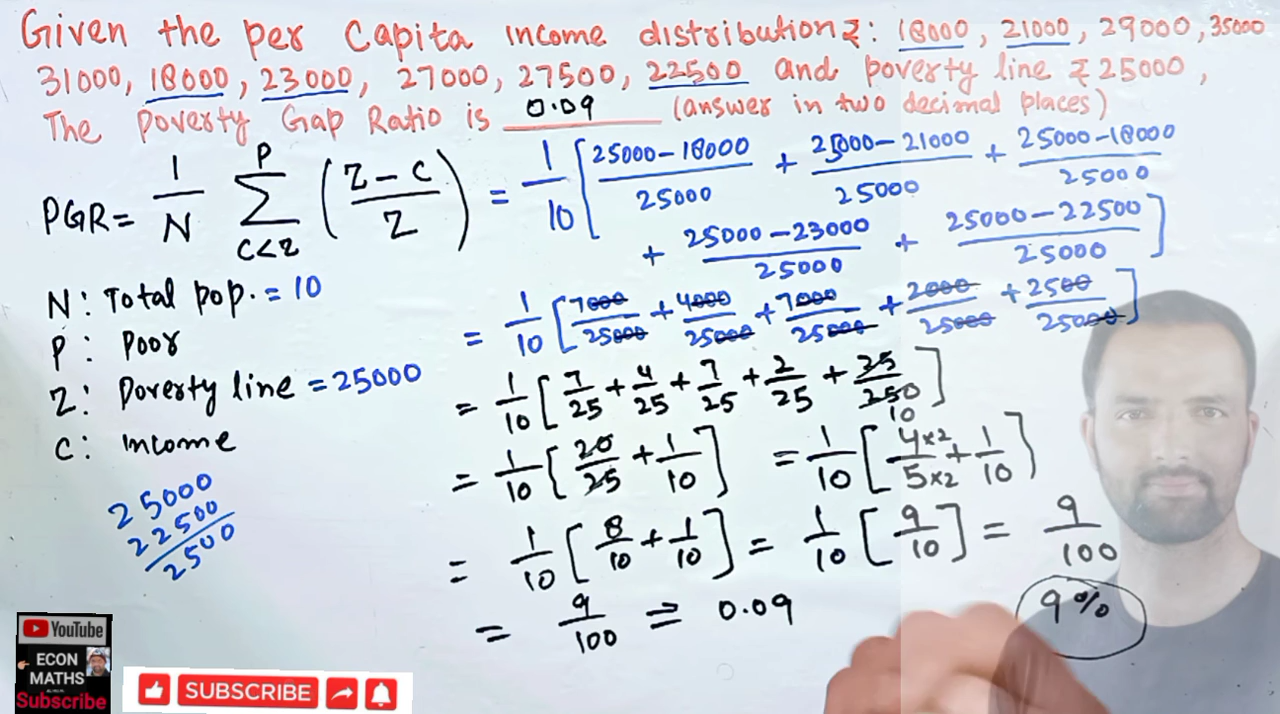 Given the per Capita income distribution ₹: 18000, 21000, 29000, 35000
31000, 18000, 23000, 27000, 27500, 22500 and poverty line ₹ 25000,
The Poverty Gap Ratio is 0.09 (answer in two decimal places)
PGR = 1/N Σ P C<Z (Z-C/Z) = 1/10 [25000-18000/25000 + 25000-21000/25000 + 25000-18000/25000
+ 25000-23000/25000 + 25000-22500/25000]
N: Total pop. = 10
P: Poor
Z: Poverty line = 25000
C: income
= 1/10 [7000/25000 + 4000/25000 + 7000/25000 + 2000/25000 + 2500/25000]
= 1/10 [7/25 + 4/25 + 7/25 + 2/25 + 25/250]
10
= 1/10 [20/25 + 1/10] = 1/10 [4×2/5×2 + 1/10]
= 1/10 [8/10 + 1/10] = 1/10 [9/10] = 9/100
= 9/100 = 0.09
9%
25000
22500
2500
YouTube
ECON
MATHS
Subscribe
SUBSCRIBE